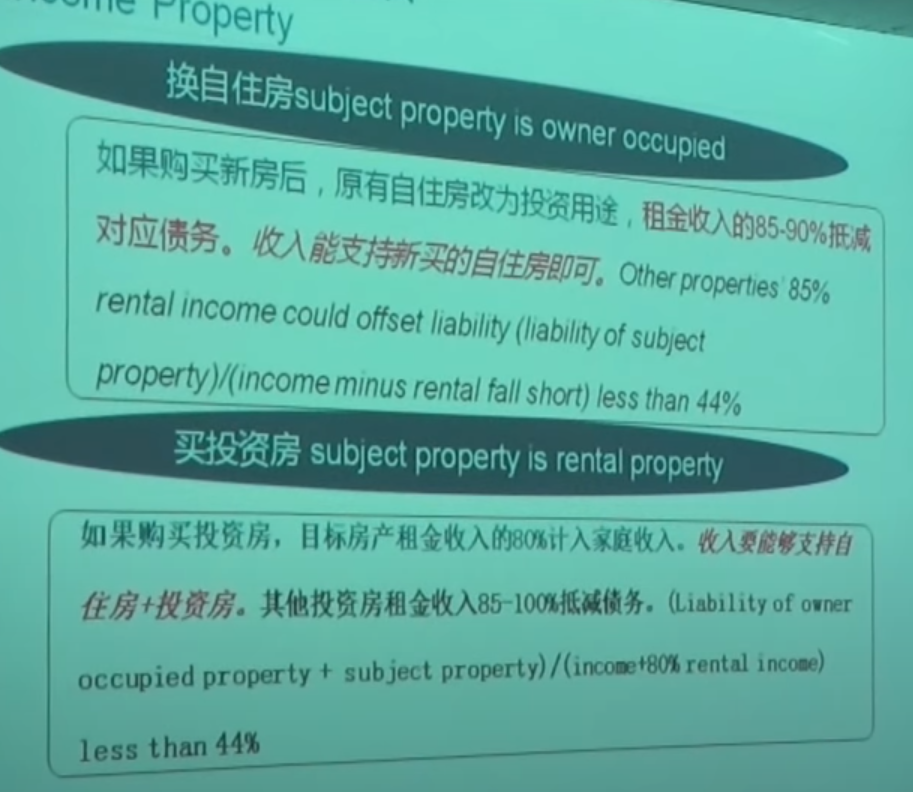 Property
换自住房subject property is owner occupied
如果购买新房后，原有自住房改为投资用途，租金收入的85-90%抵减
对应债务。收入能支持新买的自住房即可。Other properties' 85%
rental income could offset liability (liability of subject
property)/(income minus rental fall short) less than 44%
买投资房 subject property is rental property
如果购买投资房，目标房产租金收入的80%计入家庭收入。收入要能够支持自
住房+投资房。其他投资房租金收入85-100%抵减债务。(Liability of owner
occupied property + subject property)/(income+80% rental income)
less than 44%